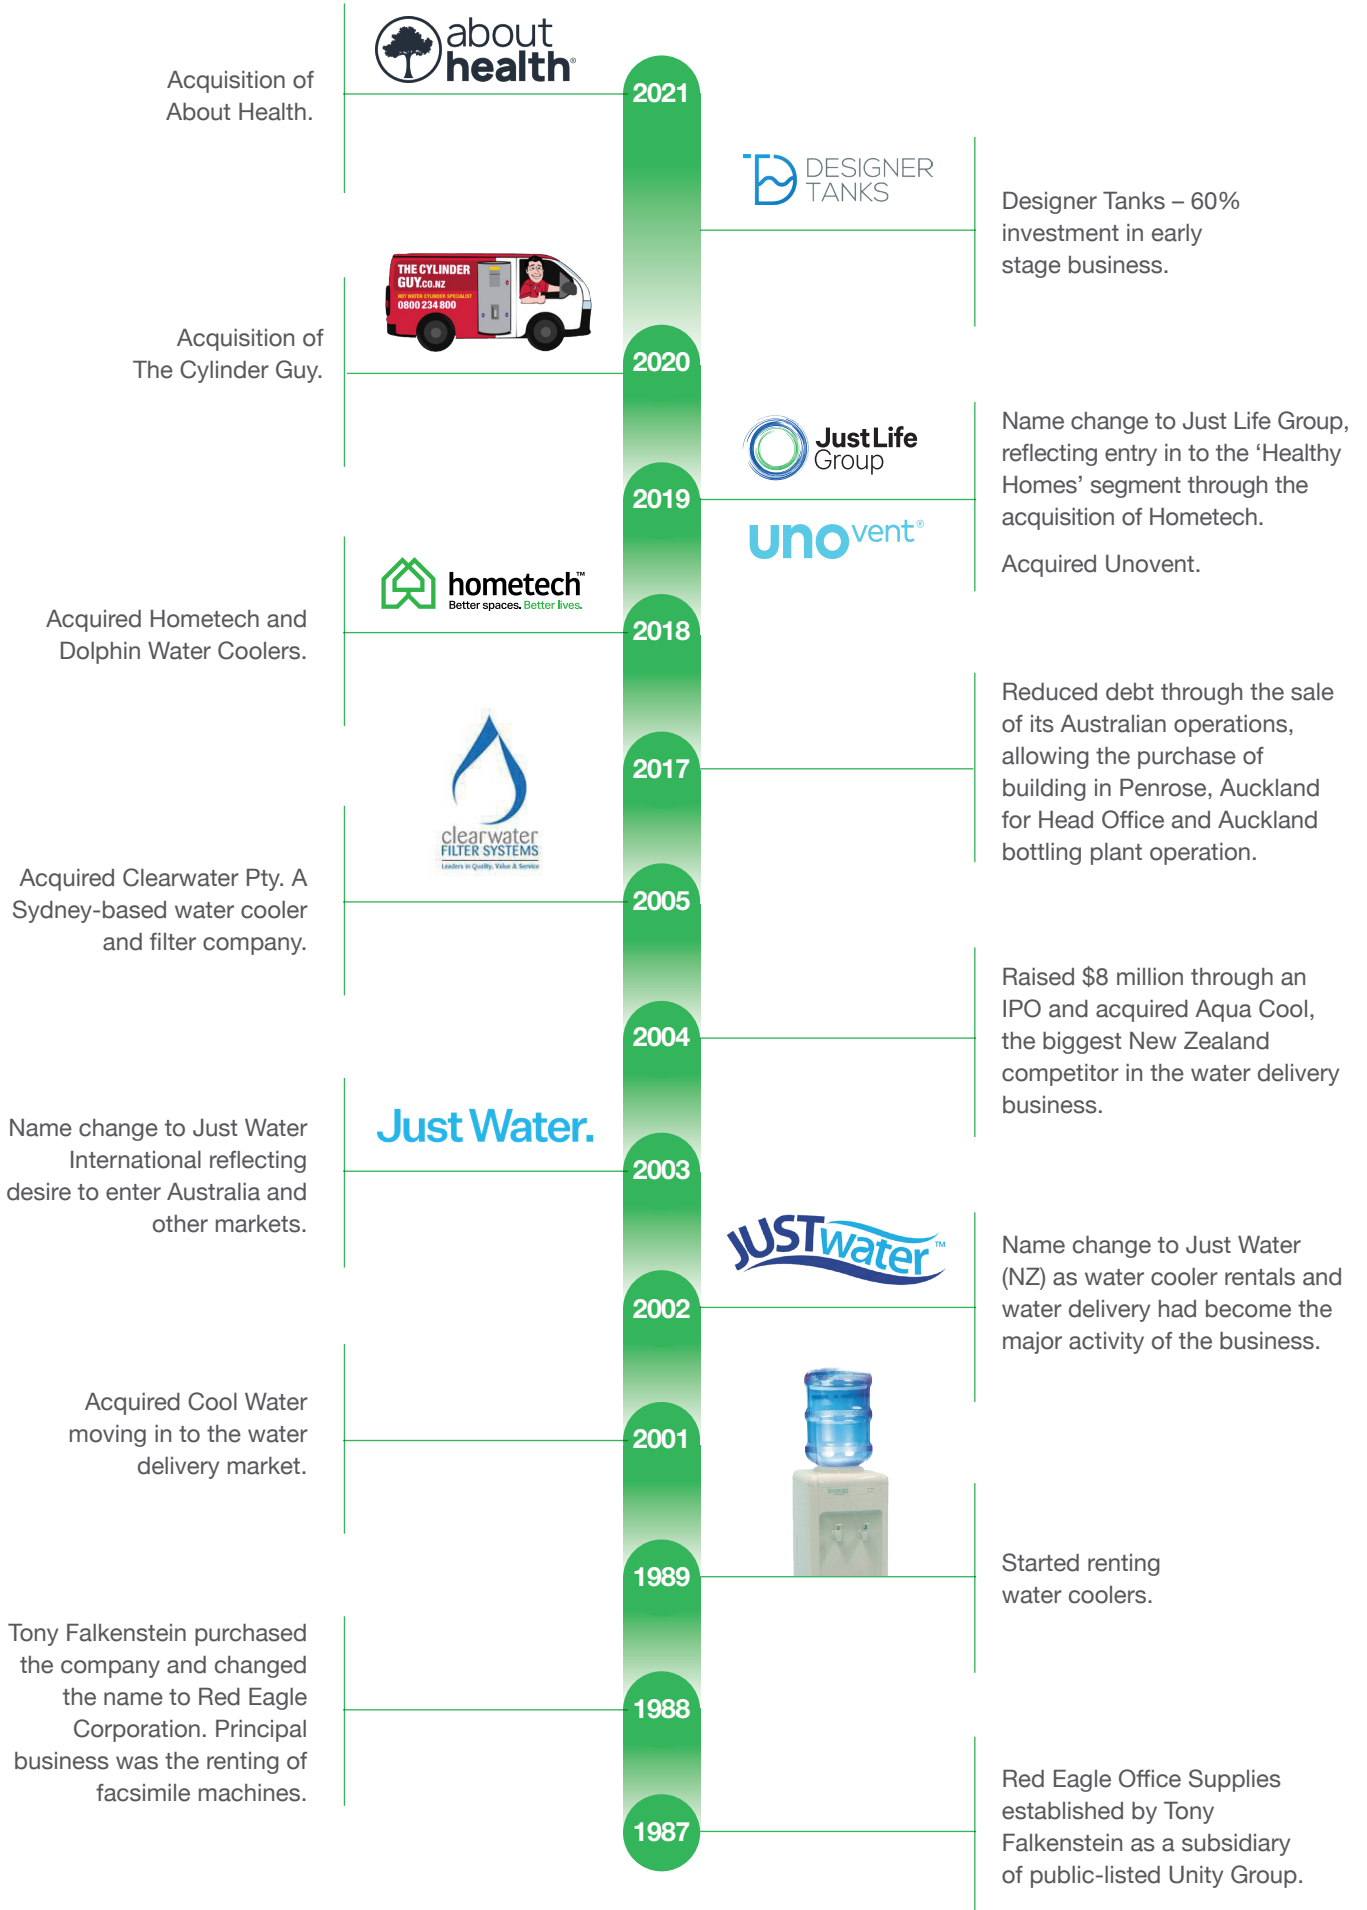 about
health®
Acquisition of
About Health.
2021
DESIGNER
TANKS
Designer Tanks – 60%
investment in early
stage business.
THE CYLINDER
GUY.CO.NZ
HOT WATER CYLINDER SPECIALIST
0800 234 800
Acquisition of
The Cylinder Guy.
2020
Just Life
Group
Name change to Just Life Group,
reflecting entry in to the ‘Healthy
Homes’ segment through the
acquisition of Hometech.
2019
unovent®
Acquired Unovent.
hometech™
Better spaces. Better lives.
Acquired Hometech and
Dolphin Water Coolers.
2018
Reduced debt through the sale
of its Australian operations,
allowing the purchase of
building in Penrose, Auckland
for Head Office and Auckland
bottling plant operation.
2017
clearwater
FILTER SYSTEMS
Leaders in Quality, Value & Service
Acquired Clearwater Pty. A
Sydney-based water cooler
and filter company.
2005
Raised $8 million through an
IPO and acquired Aqua Cool,
the biggest New Zealand
competitor in the water delivery
business.
2004
Just Water.
Name change to Just Water
International reflecting
desire to enter Australia and
other markets.
2003
JUSTwater™
Name change to Just Water
(NZ) as water cooler rentals and
water delivery had become the
major activity of the business.
2002
Acquired Cool Water
moving in to the water
delivery market.
2001
Started renting
water coolers.
1989
Tony Falkenstein purchased
the company and changed
the name to Red Eagle
Corporation. Principal
business was the renting of
facsimile machines.
1988
Red Eagle Office Supplies
established by Tony
Falkenstein as a subsidiary
of public-listed Unity Group.
1987